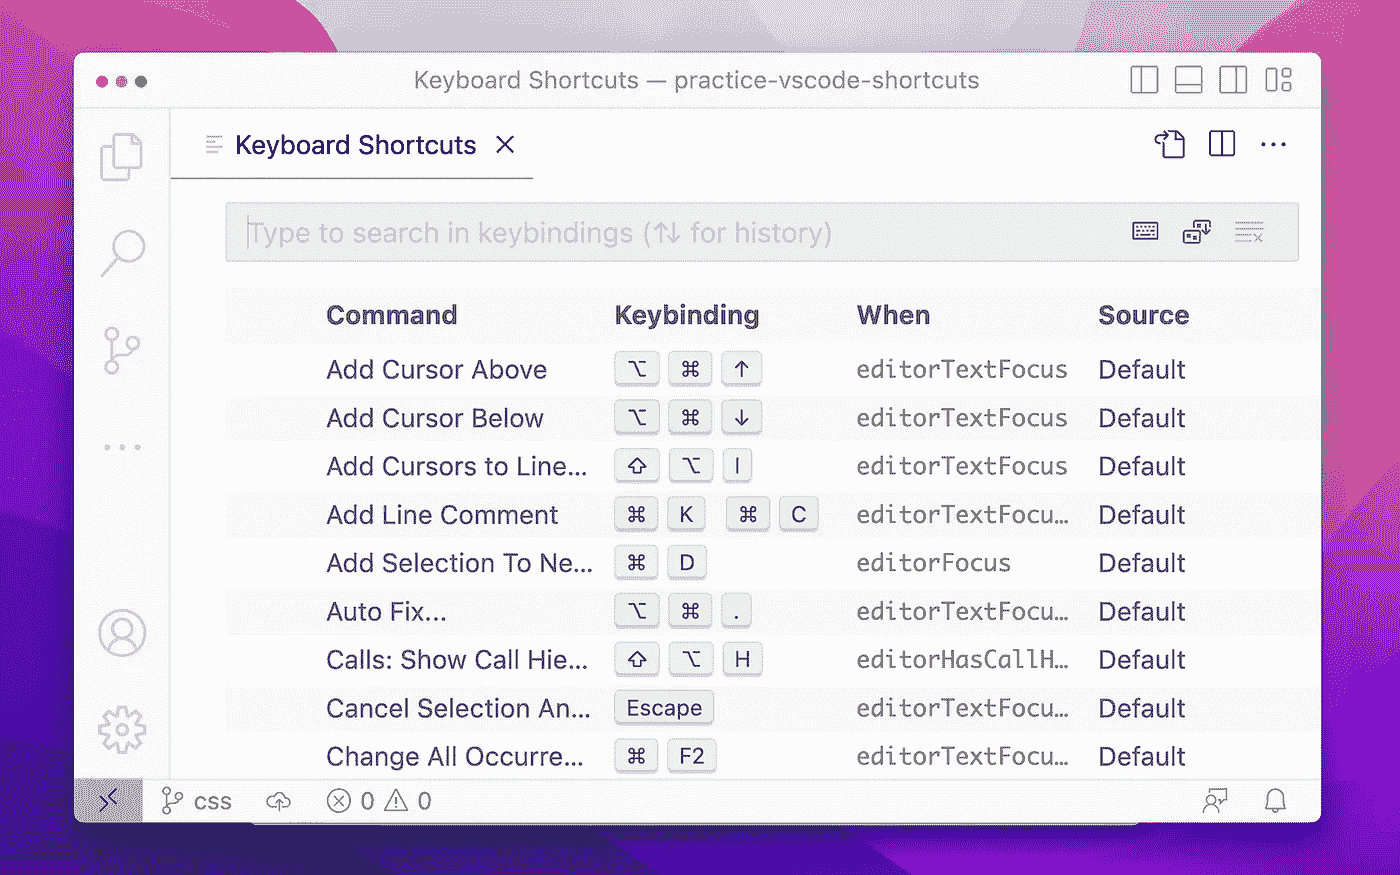 Keyboard Shortcuts — practice-vscode-shortcuts
Keyboard Shortcuts
Type to search in keybindings (↑↓ for history)
Command Keybinding When Source
Add Cursor Above ⌥ ⌘ ↑ editorTextFocus Default
Add Cursor Below ⌥ ⌘ ↓ editorTextFocus Default
Add Cursors to Line... ⇧ ⌥ I editorTextFocus Default
Add Line Comment ⌘ K ⌘ C editorTextFocu... Default
Add Selection To Ne... ⌘ D editorFocus Default
Auto Fix... ⌥ ⌘ . editorTextFocu... Default
Calls: Show Call Hie... ⇧ ⌥ H editorHasCallH... Default
Cancel Selection An... Escape editorTextFocu... Default
Change All Occurre... ⌘ F2 editorTextFocu... Default
css 0 0